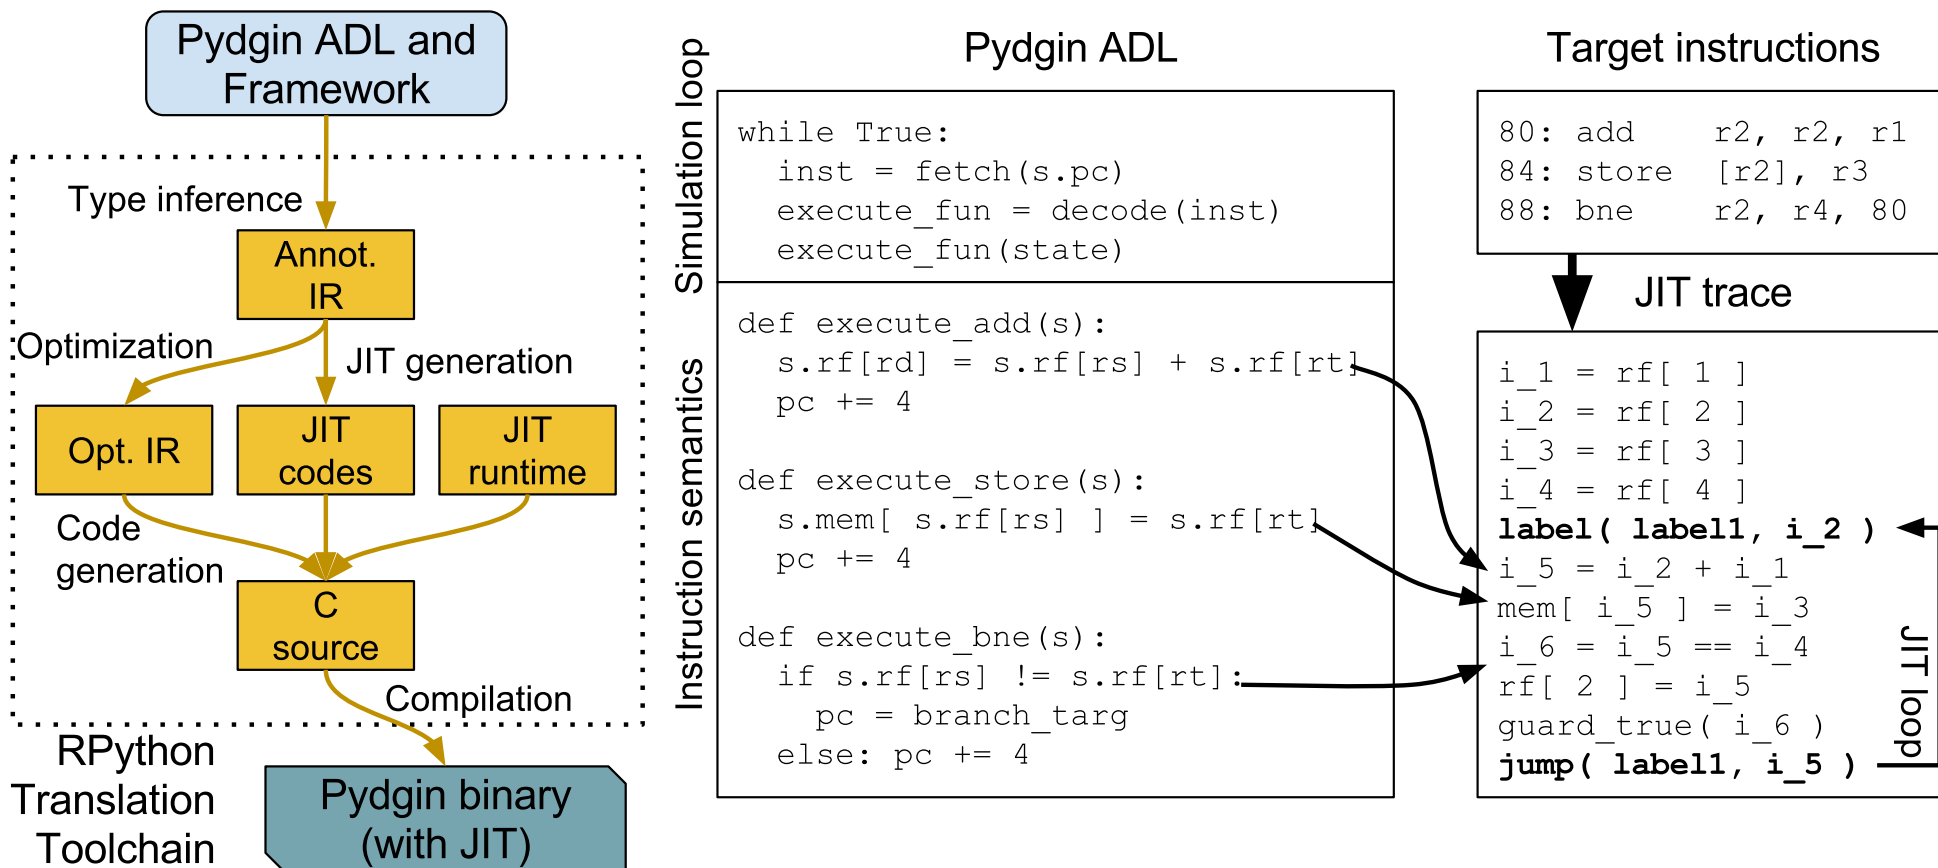 Pydgin ADL and
Framework
Type inference
Annot.
IR
Optimization
JIT generation
Opt. IR
JIT
codes
JIT
runtime
Code
generation
C
source
Compilation
RPython
Translation
Toolchain
Pydgin binary
(with JIT)
Pydgin ADL
Simulation loop
while True:
  inst = fetch(s.pc)
  execute_fun = decode(inst)
  execute_fun(state)
Instruction semantics
def execute_add(s):
  s.rf[rd] = s.rf[rs] + s.rf[rt]
  pc += 4
def execute_store(s):
  s.mem[ s.rf[rs] ] = s.rf[rt]
  pc += 4
def execute_bne(s):
  if s.rf[rs] != s.rf[rt]:
    pc = branch_targ
  else: pc += 4
Target instructions
80: add    r2, r2, r1
84: store  [r2], r3
88: bne    r2, r4, 80
JIT trace
i_1 = rf[ 1 ]
i_2 = rf[ 2 ]
i_3 = rf[ 3 ]
i_4 = rf[ 4 ]
label( label1, i_2 )
i_5 = i_2 + i_1
mem[ i_5 ] = i_3
i_6 = i_5 == i_4
rf[ 2 ] = i_5
guard_true( i_6 )
jump( label1, i_5 )
JIT loop